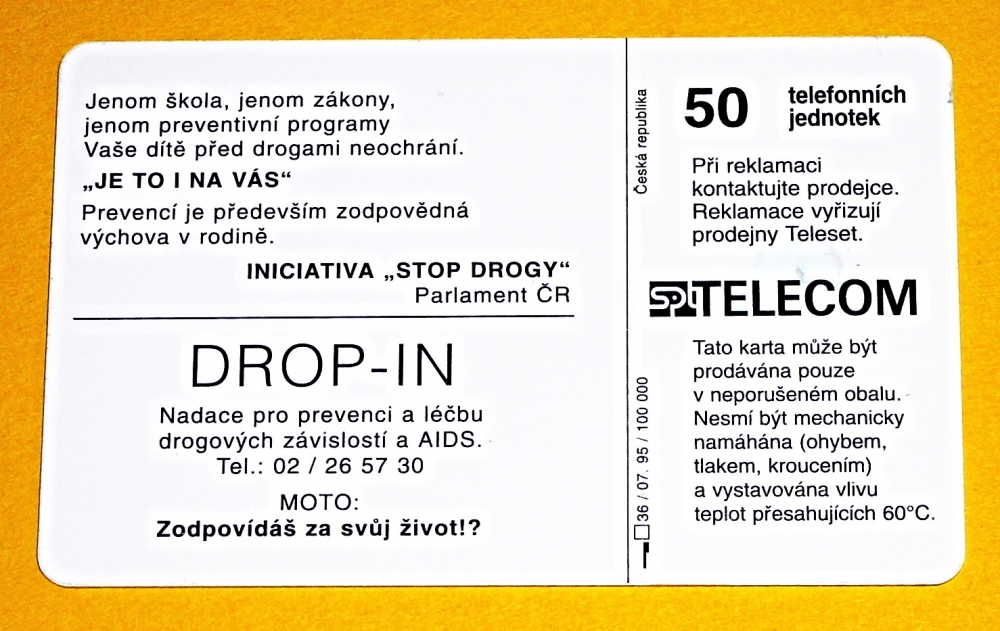 Jenom škola, jenom zákony,
jenom preventivní programy
Vaše dítě před drogami neochrání.
„JE TO I NA VÁS“
Prevencí je především zodpovědná
výchova v rodině.
INICIATIVA „STOP DROGY“
Parlament ČR
DROP-IN
Nadace pro prevenci a léčbu
drogových závislostí a AIDS.
Tel.: 02 / 26 57 30
MOTO:
Zodpovídáš za svůj život!?
Česká republika
36 / 07. 95 / 100 000
50 telefonních
jednotek
Při reklamaci
kontaktujte prodejce.
Reklamace vyřizují
prodejny Teleset.
SPT TELECOM
Tato karta může být
prodávána pouze
v neporušeném obalu.
Nesmí být mechanicky
namáhána (ohybem,
tlakem, kroucením)
a vystavována vlivu
teplot přesahujících 60°C.